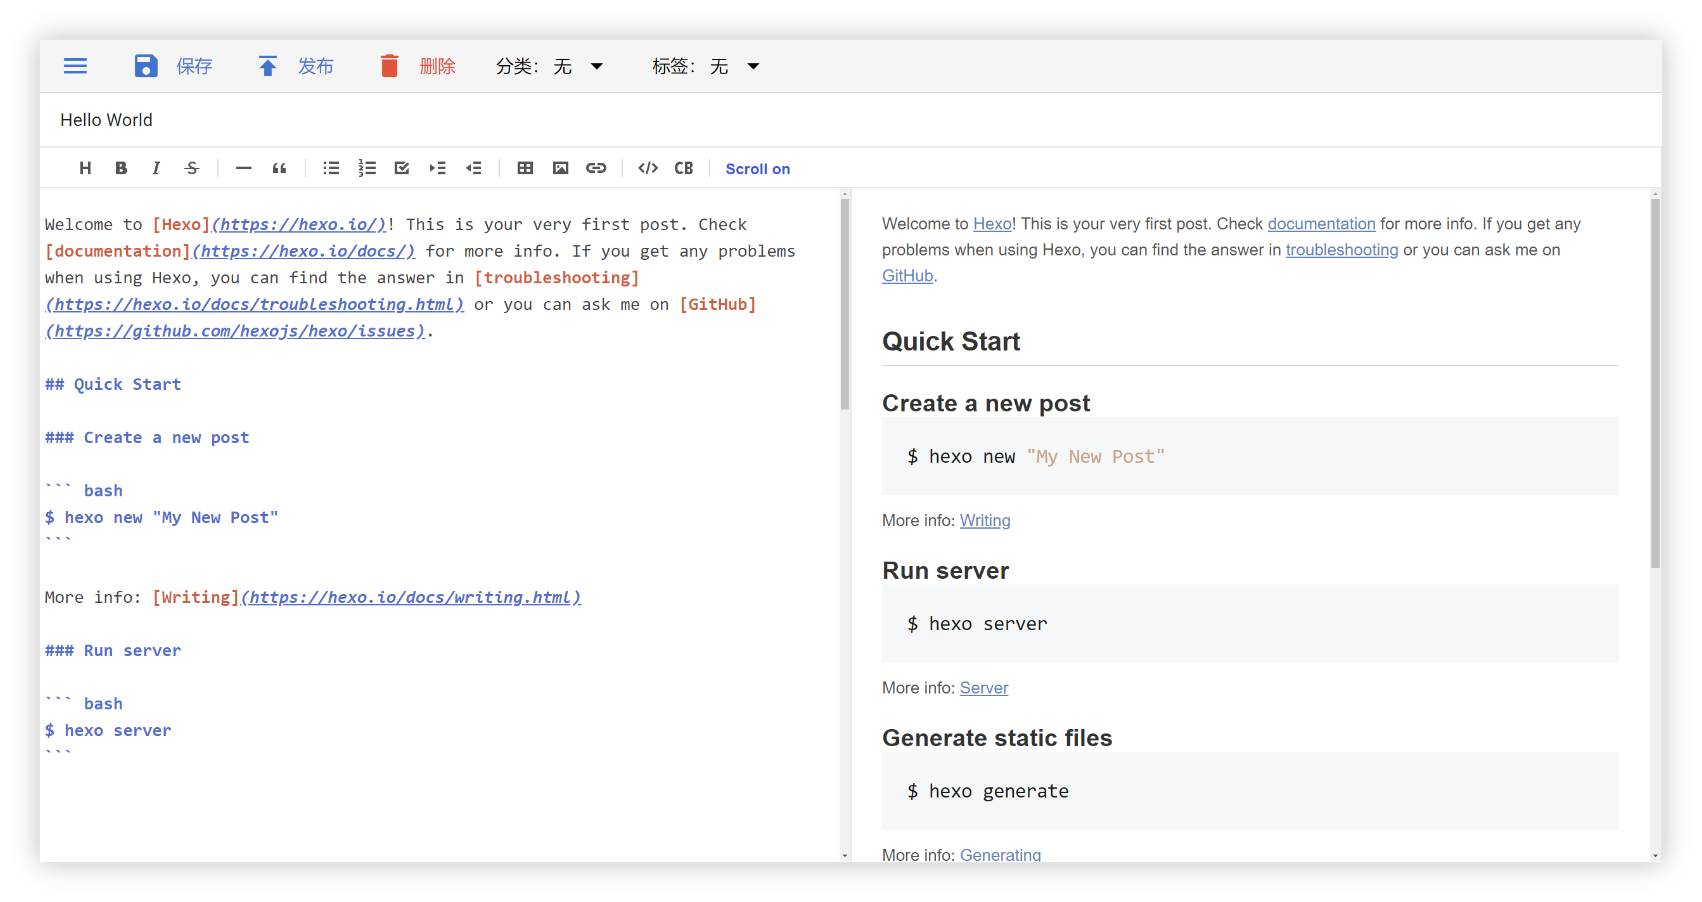 保存 发布 删除 分类： 无 标签： 无
Hello World
H B I S — “ </> CB Scroll on
Welcome to [Hexo](https://hexo.io/)! This is your very first post. Check
[documentation](https://hexo.io/docs/) for more info. If you get any problems
when using Hexo, you can find the answer in [troubleshooting]
(https://hexo.io/docs/troubleshooting.html) or you can ask me on [GitHub]
(https://github.com/hexojs/hexo/issues).
## Quick Start
### Create a new post
``` bash
$ hexo new "My New Post"
```
More info: [Writing](https://hexo.io/docs/writing.html)
### Run server
``` bash
$ hexo server
```
Welcome to Hexo! This is your very first post. Check documentation for more info. If you get any
problems when using Hexo, you can find the answer in troubleshooting or you can ask me on
GitHub.
Quick Start
Create a new post
$ hexo new "My New Post"
More info: Writing
Run server
$ hexo server
More info: Server
Generate static files
$ hexo generate
More info: Generating